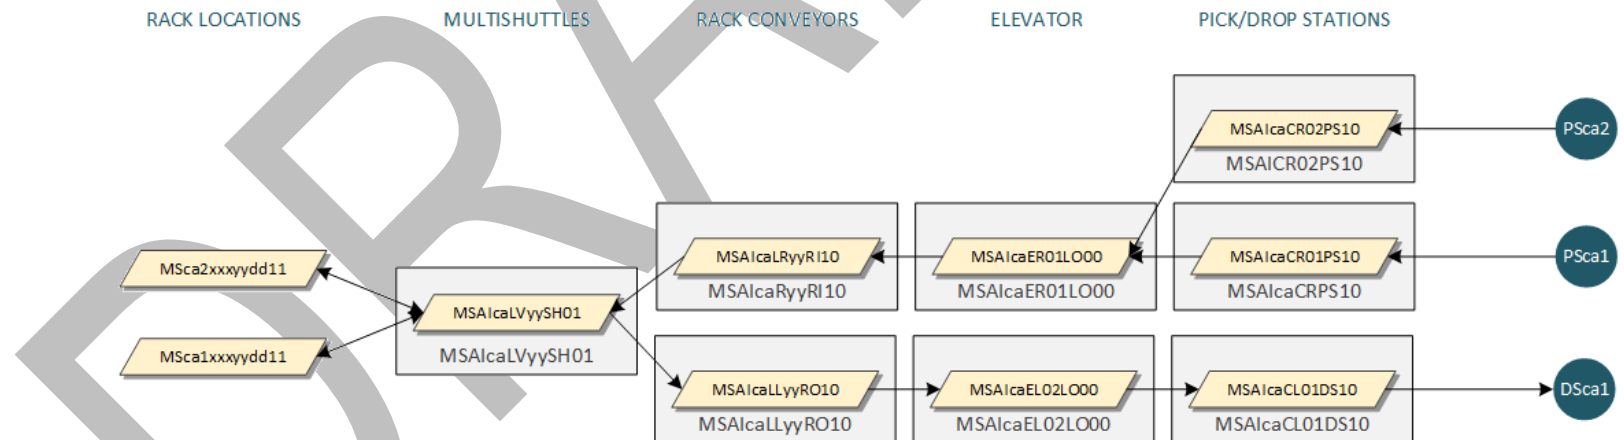 RACK LOCATIONS
MULTISHUTTLES
RACK CONVEYORS
ELEVATOR
PICK/DROP STATIONS
MSAIcaCR02PS10
MSAICR02PS10
PSca2
MSca2xxxyydd11
MSAIcaLRyyRI10
MSAIcaRyyRI10
MSAIcaER01LO00
MSAIcaER01LO00
MSAIcaCR01PS10
MSAIcaCRPS10
PSca1
MSAIcaLVyySH01
MSAIcaLVyySH01
MSca1xxxyydd11
MSAIcaLLyyRO10
MSAIcaLLyyRO10
MSAIcaEL02LO00
MSAIcaEL02LO00
MSAIcaCL01DS10
MSAIcaCL01DS10
DSca1